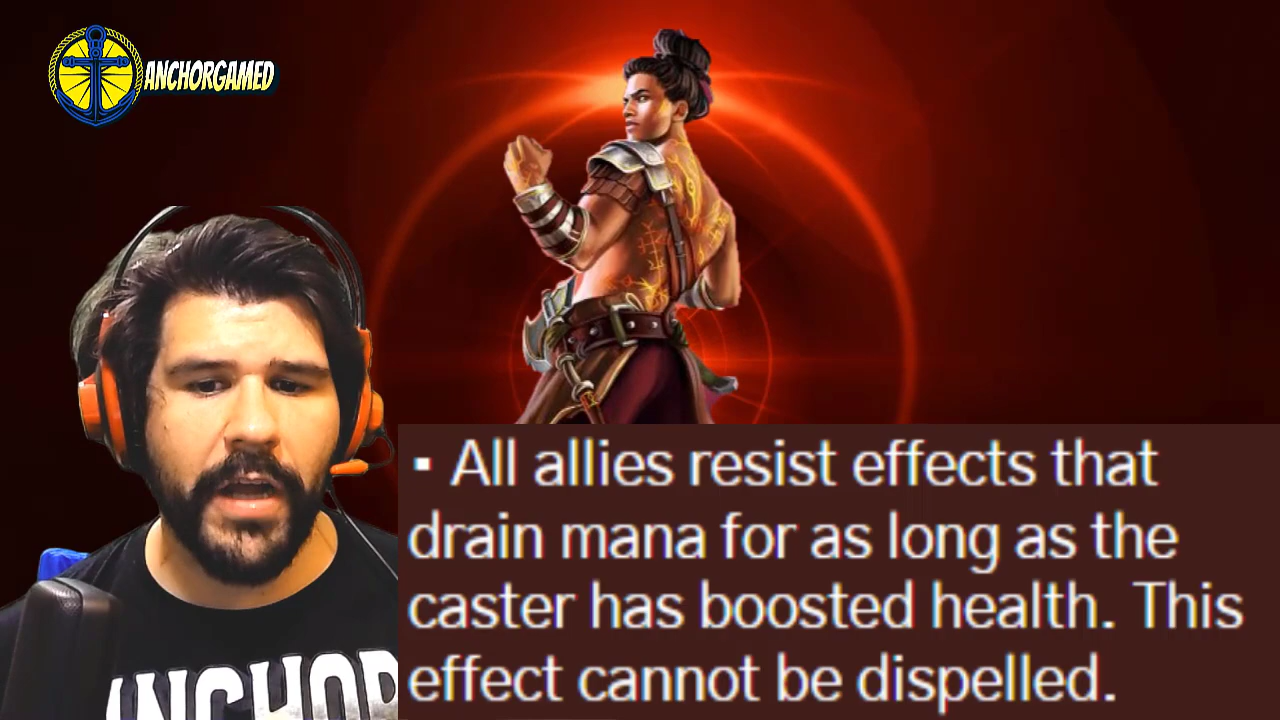 ANCHORGAMED
▪ All allies resist effects that
drain mana for as long as the
caster has boosted health. This
effect cannot be dispelled.
ANCHOR